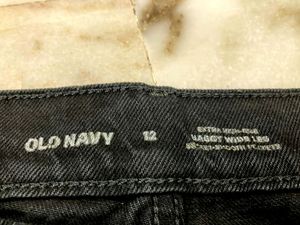 OLD NAVY 12
EXTRA HIGH-RISE
BAGGY WIDE LEG
SECRET-SMOOTH POCKETS